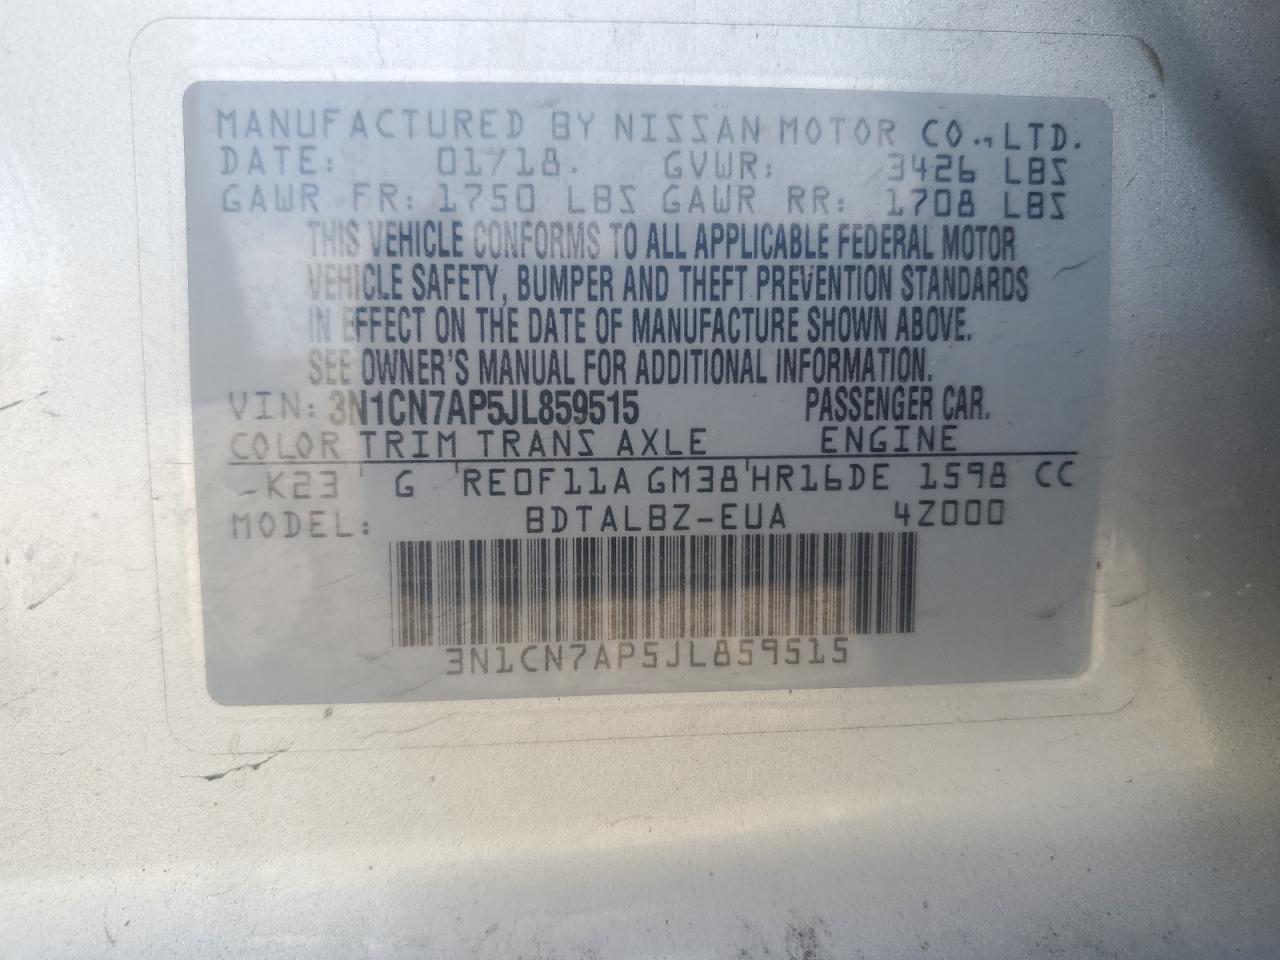 MANUFACTURED BY NISSAN MOTOR CO., LTD.
DATE: 01/18. GVWR: 3426 LBS
GAWR FR: 1750 LBS GAWR RR: 1708 LBS
THIS VEHICLE CONFORMS TO ALL APPLICABLE FEDERAL MOTOR
VEHICLE SAFETY, BUMPER AND THEFT PREVENTION STANDARDS
IN EFFECT ON THE DATE OF MANUFACTURE SHOWN ABOVE.
SEE OWNER'S MANUAL FOR ADDITIONAL INFORMATION.
VIN: 3N1CN7AP5JL859515 PASSENGER CAR.
COLOR TRIM TRANS AXLE ENGINE
K23 G RE0F11A GM38 HR16DE 1598 CC
MODEL: BDTALBZ-EUA 4Z000
3N1CN7AP5JL859515